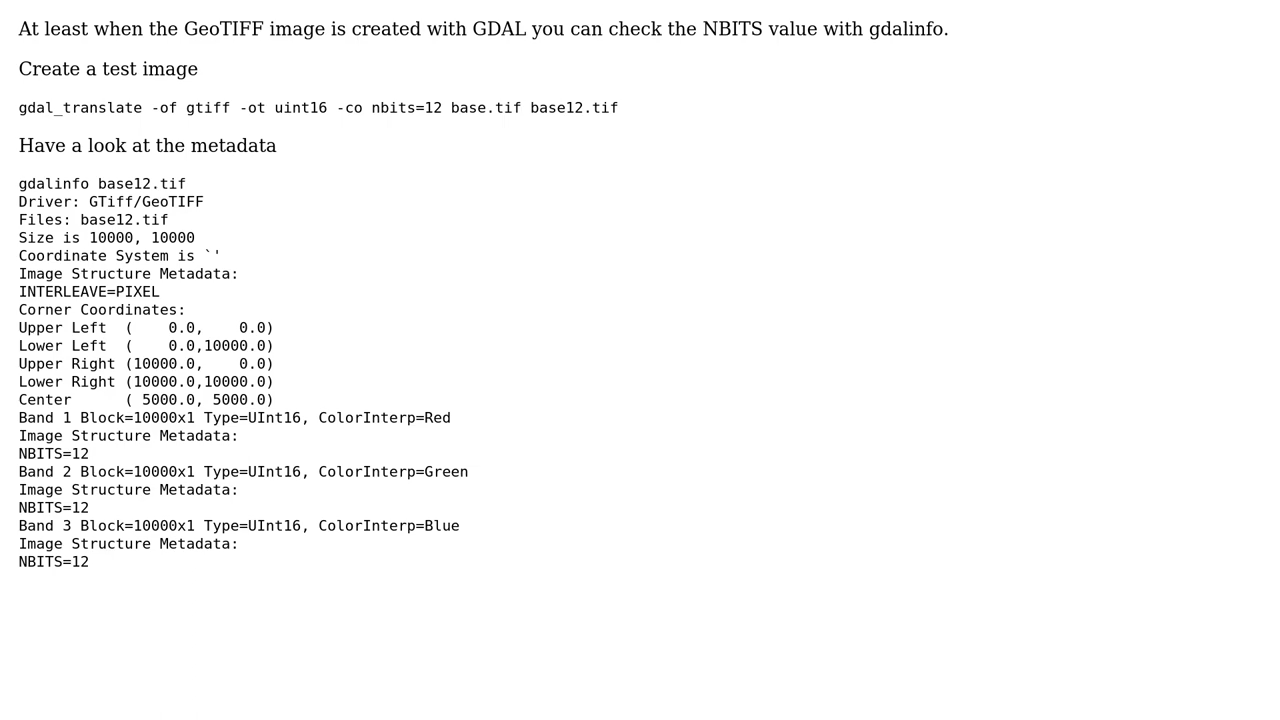 At least when the GeoTIFF image is created with GDAL you can check the NBITS value with gdalinfo.
Create a test image
gdal_translate -of gtiff -ot uint16 -co nbits=12 base.tif base12.tif
Have a look at the metadata
gdalinfo base12.tif
Driver: GTiff/GeoTIFF
Files: base12.tif
Size is 10000, 10000
Coordinate System is `'
Image Structure Metadata:
INTERLEAVE=PIXEL
Corner Coordinates:
Upper Left  (    0.0,    0.0)
Lower Left  (    0.0,10000.0)
Upper Right (10000.0,    0.0)
Lower Right (10000.0,10000.0)
Center      ( 5000.0, 5000.0)
Band 1 Block=10000x1 Type=UInt16, ColorInterp=Red
Image Structure Metadata:
NBITS=12
Band 2 Block=10000x1 Type=UInt16, ColorInterp=Green
Image Structure Metadata:
NBITS=12
Band 3 Block=10000x1 Type=UInt16, ColorInterp=Blue
Image Structure Metadata:
NBITS=12